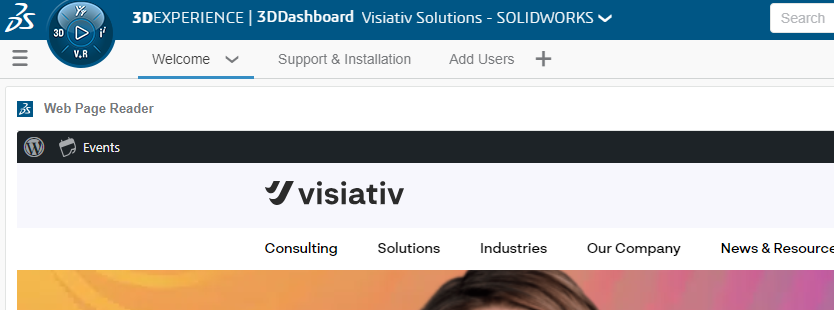 3DEXPERIENCE | 3DDashboard Visiativ Solutions - SOLIDWORKS
Search
3D
V.R
Welcome
Support & Installation
Add Users
Web Page Reader
Events
visiativ
Consulting
Solutions
Industries
Our Company
News & Resource